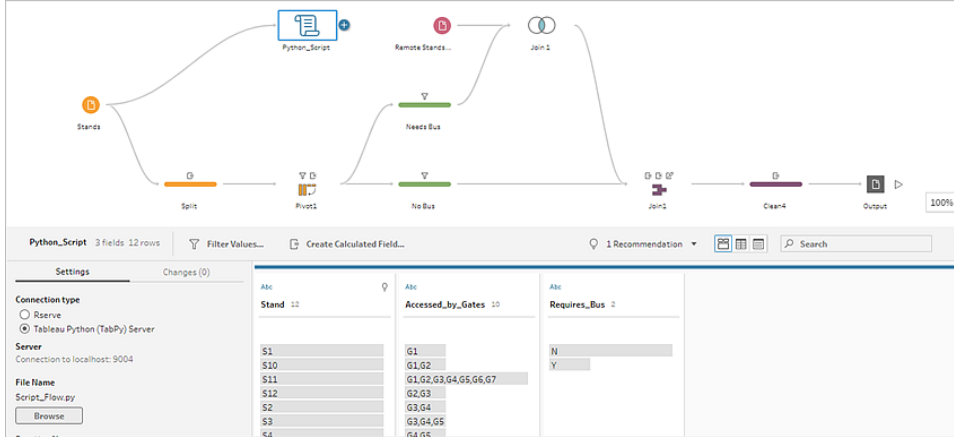 Python_Script
Remote Stands...
Join 1
Stands
Needs Bus
Split
Pivot1
No Bus
Join1
Clean4
Output
100%
Python_Script 3 fields 12 rows
Filter Values...
Create Calculated Field...
1 Recommendation
Search
Settings
Changes (0)
Connection type
Rserve
Tableau Python (TabPy) Server
Server
Connection to localhost: 9004
File Name
Script_Flow.py
Browse
Abc
Stand 12
S1
S10
S11
S12
S2
S3
S4
Abc
Accessed_by_Gates 10
G1
G1,G2
G1,G2,G3,G4,G5,G6,G7
G2,G3
G3,G4
G3,G4,G5
G4,G5
Abc
Requires_Bus 2
N
Y